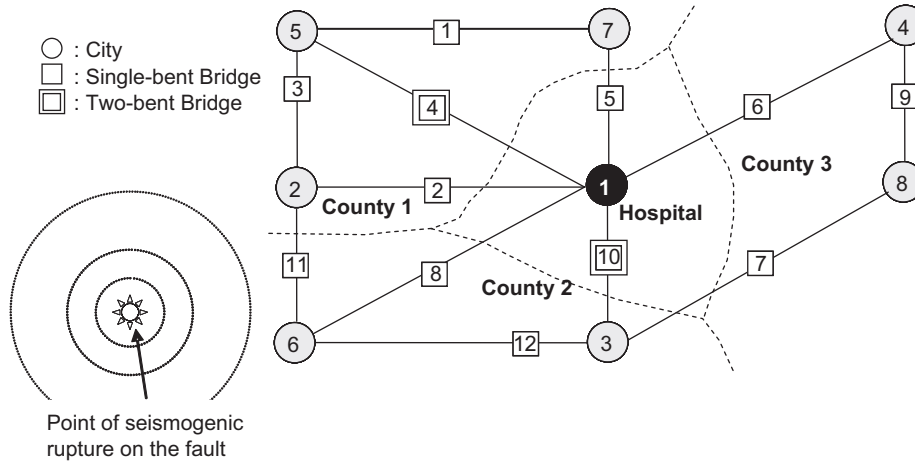 : City
: Single-bent Bridge
: Two-bent Bridge
5
1
7
4
3
4
5
6
9
County 3
2
2
1
8
County 1
Hospital
11
8
10
7
County 2
6
12
3
Point of seismogenic
rupture on the fault